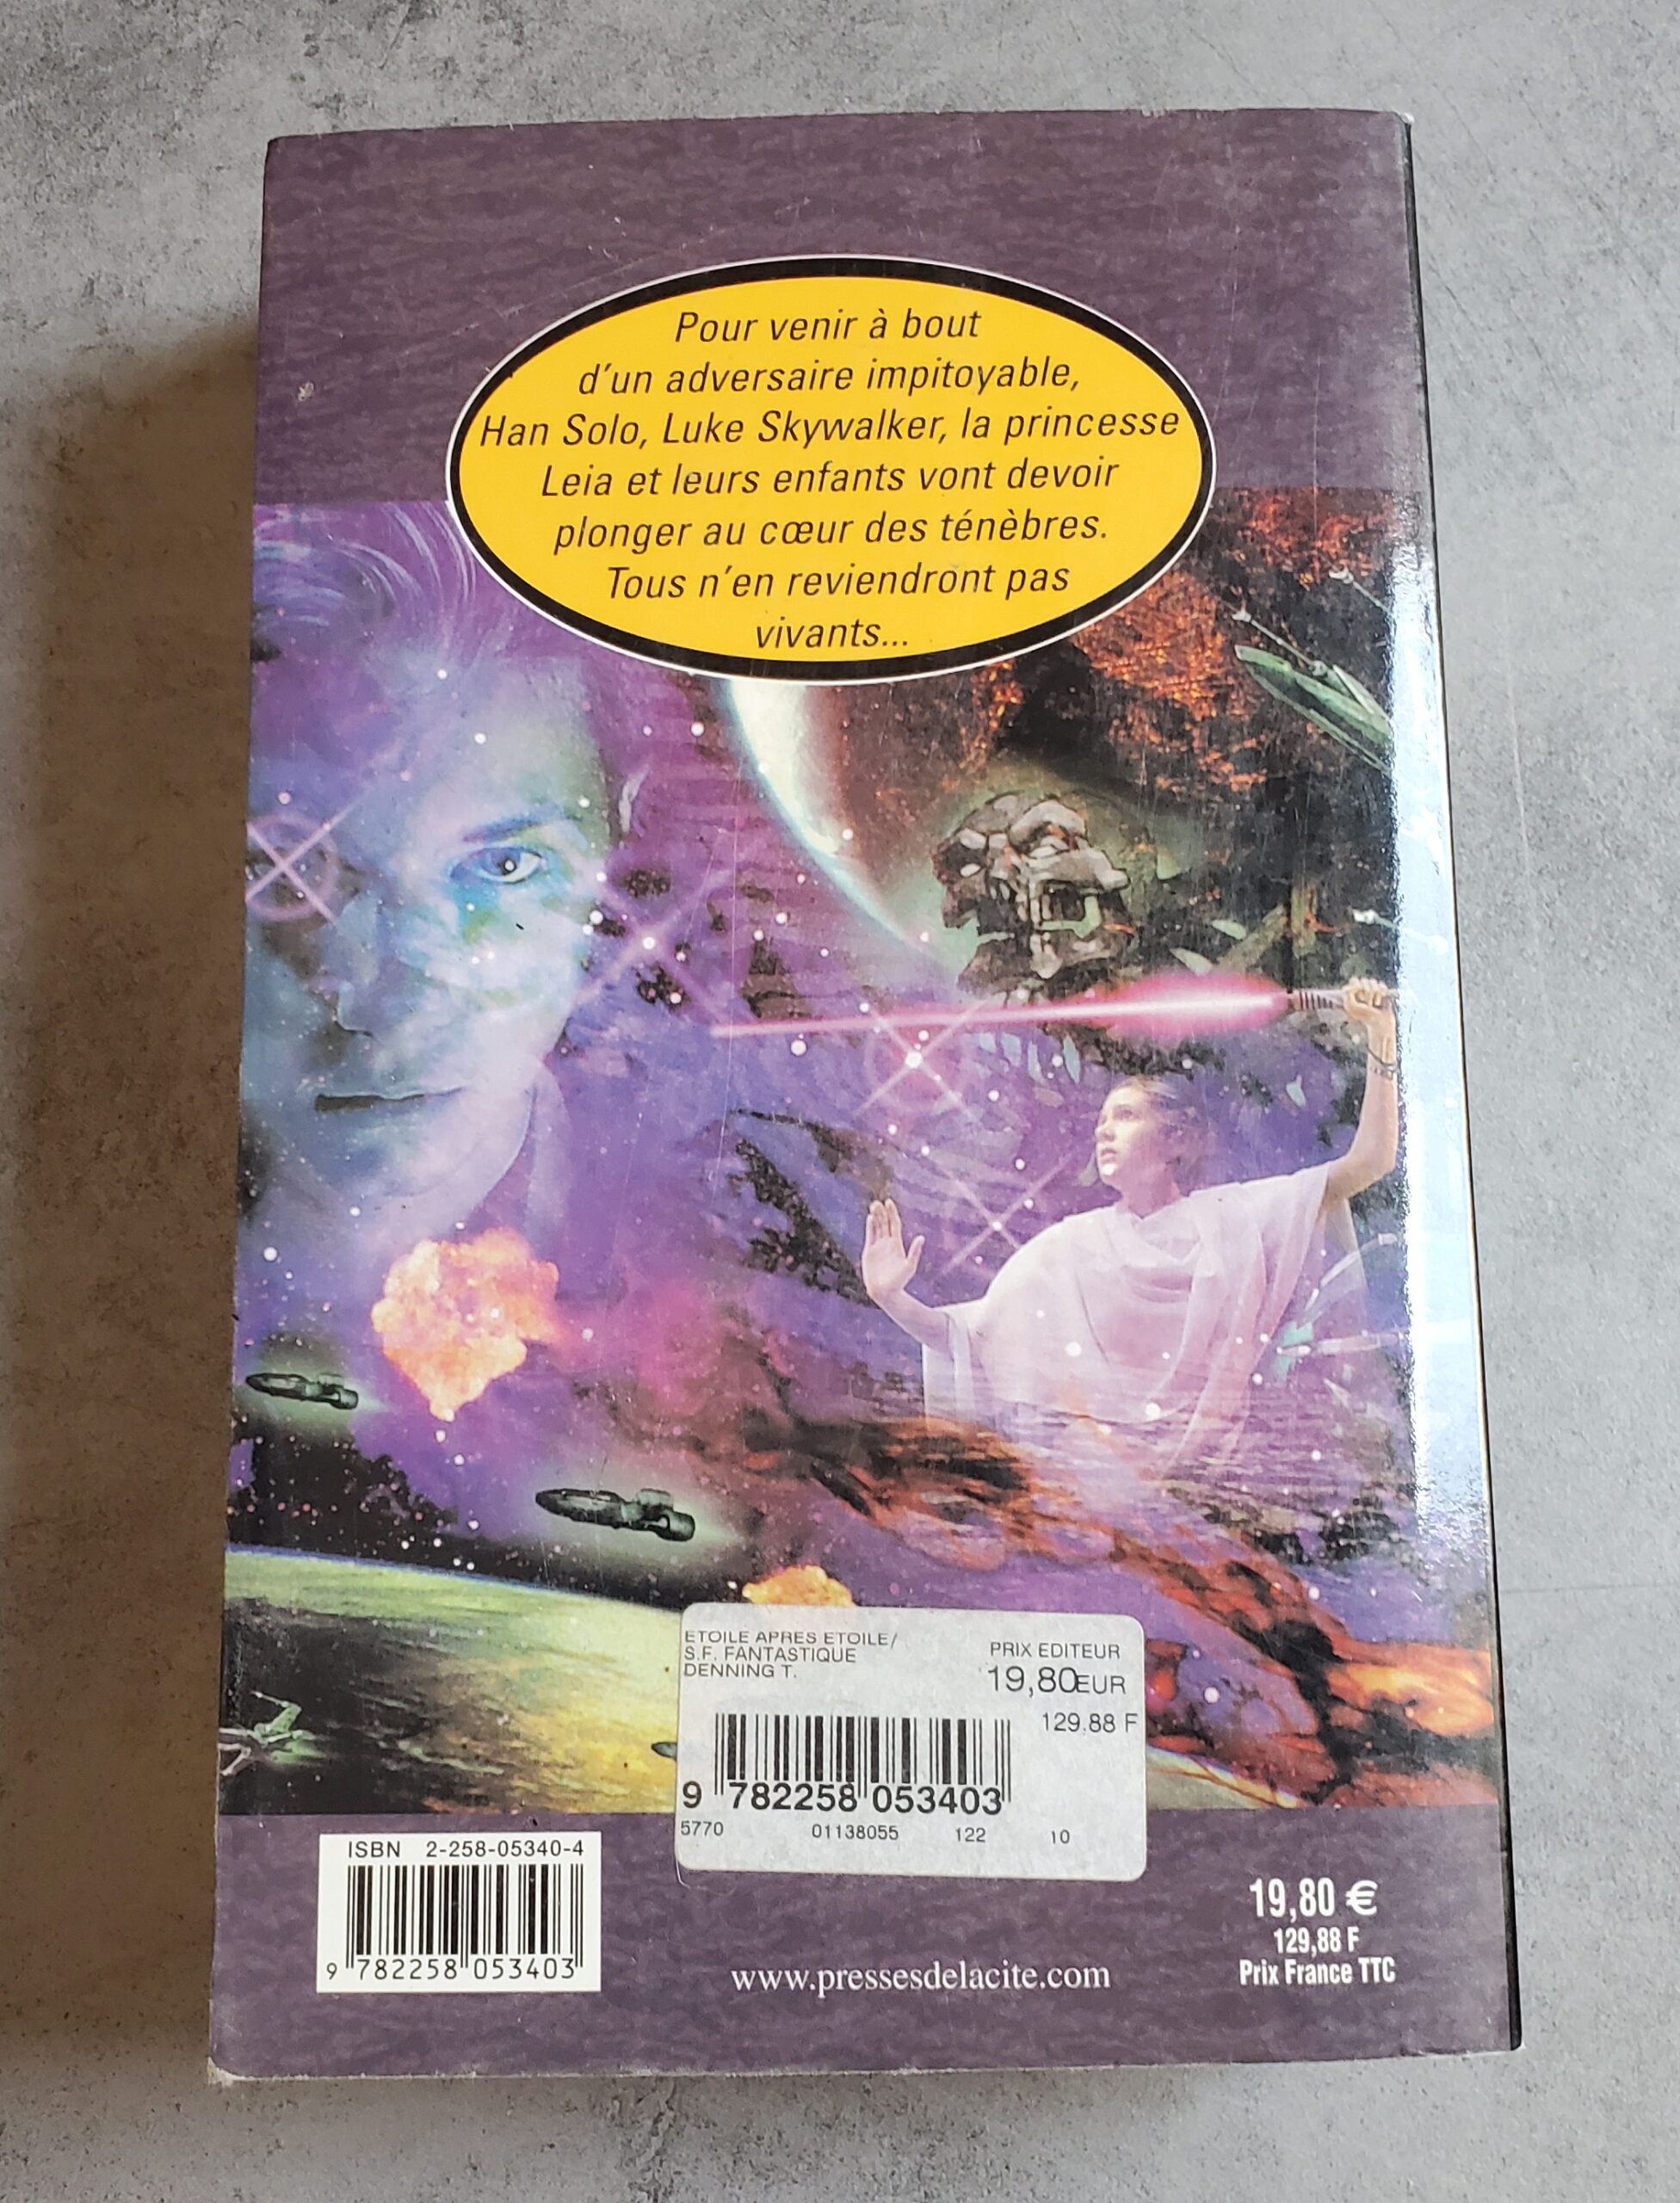 Pour venir à bout
d'un adversaire impitoyable,
Han Solo, Luke Skywalker, la princesse
Leia et leurs enfants vont devoir
plonger au cœur des ténèbres.
Tous n'en reviendront pas
vivants...
ETOILE APRES ETOILE/
S.F. FANTASTIQUE
DENNING T.
PRIX EDITEUR
19,80EUR
129.88 F
9 782258 053403
5770 01138055 122 10
ISBN 2-258-05340-4
9 782258 053403
www.pressesdelacite.com
19,80 €
129,88 F
Prix France TTC